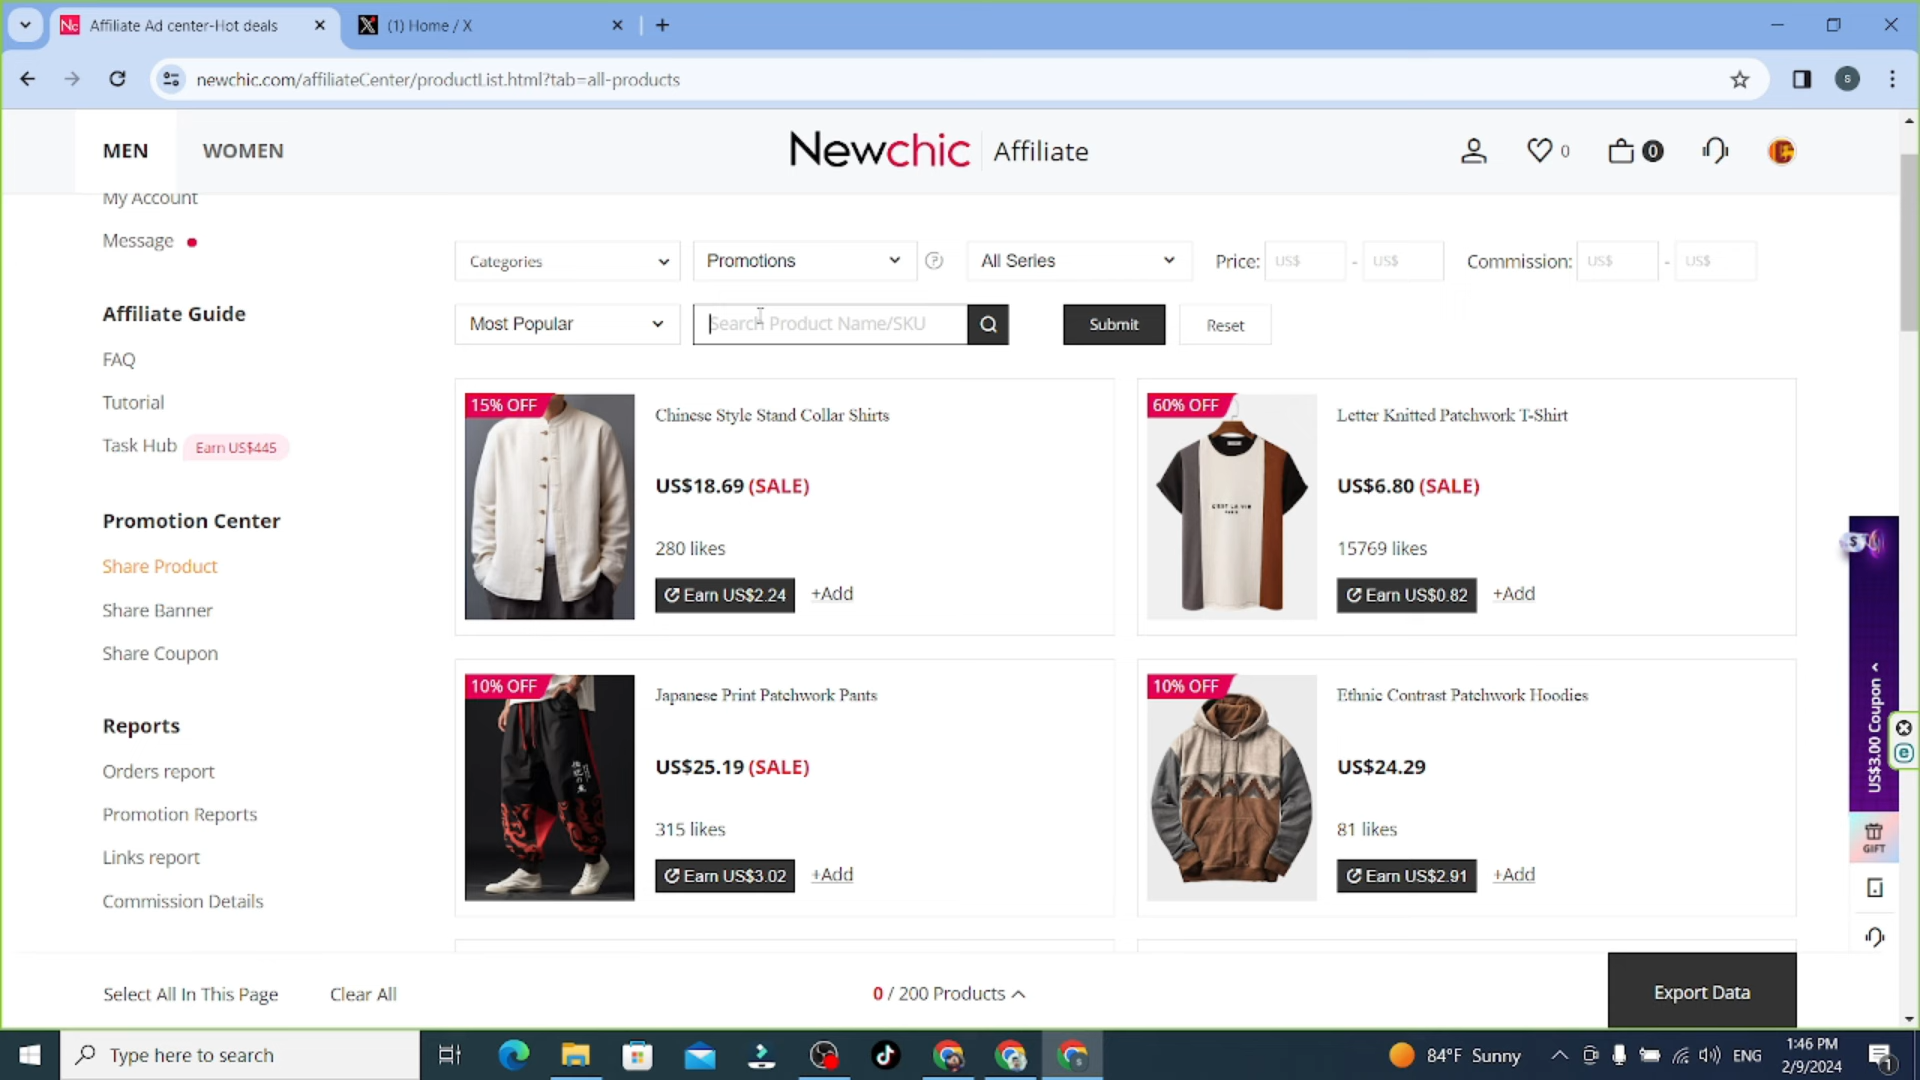 Affiliate Ad center-Hot deals
(1) Home / X
newchic.com/affiliateCenter/productList.html?tab=all-products
S
MEN
WOMEN
Newchic Affiliate
0
0
My Account
Message
Affiliate Guide
FAQ
Tutorial
Task Hub Earn US$445
Promotion Center
Share Product
Share Banner
Share Coupon
Reports
Orders report
Promotion Reports
Links report
Commission Details
Categories
Promotions
?
All Series
Price: US$ - US$
Commission: US$ - US$
Most Popular
Search Product Name/SKU
Submit
Reset
15% OFF
Chinese Style Stand Collar Shirts
US$18.69 (SALE)
280 likes
Earn US$2.24 +Add
60% OFF
Letter Knitted Patchwork T-Shirt
US$6.80 (SALE)
15769 likes
Earn US$0.82 +Add
10% OFF
Japanese Print Patchwork Pants
US$25.19 (SALE)
315 likes
Earn US$3.02 +Add
10% OFF
Ethnic Contrast Patchwork Hoodies
US$24.29
81 likes
Earn US$2.91 +Add
US$3.00 Coupon
GIFT
Select All In This Page
Clear All
0 / 200 Products
Export Data
Type here to search
84°F Sunny
ENG
1:46 PM
2/9/2024
1